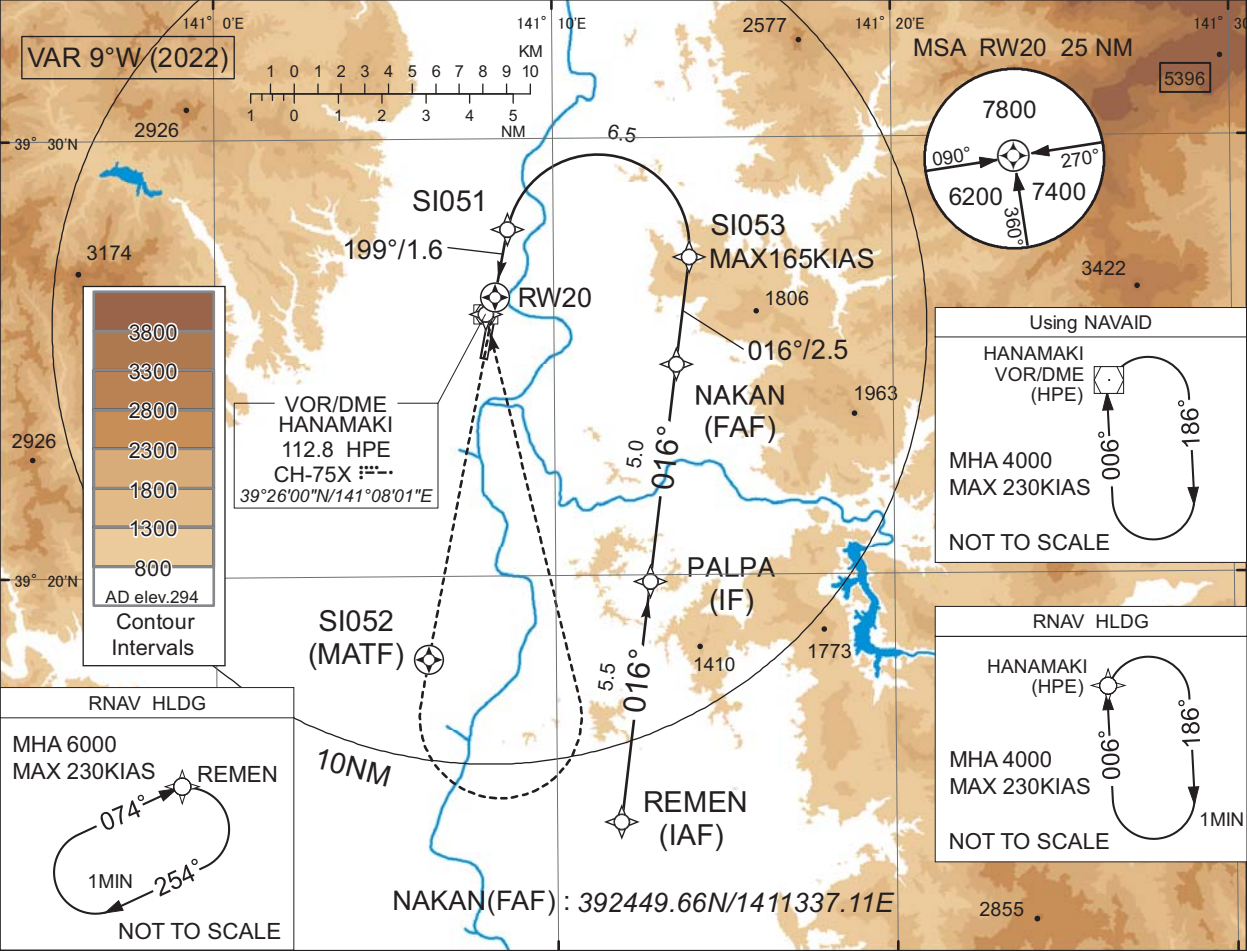 141° 0'E
141° 10'E
141° 20'E
141° 30
VAR 9°W (2022)
KM
1 0 1 2 3 4 5 6 7 8 9 10
1 0 1 2 3 4 5
NM
2577
MSA RW20 25 NM
5396
7800
090°
270°
6200
7400
360°
2926
39° 30'N
6.5
SI051
199°/1.6
SI053
MAX165KIAS
3174
RW20
1806
3422
016°/2.5
3800
3300
2800
2300
1800
1300
800
AD elev.294
Contour
Intervals
2926
VOR/DME
HANAMAKI
112.8 HPE
CH-75X
39°26'00"N/141°08'01"E
NAKAN
(FAF)
1963
5.0
016°
Using NAVAID
HANAMAKI
VOR/DME
(HPE)
186°
006°
MHA 4000
MAX 230KIAS
NOT TO SCALE
39° 20'N
PALPA
(IF)
SI052
(MATF)
1410
1773
5.5
016°
RNAV HLDG
HANAMAKI
(HPE)
186°
006°
MHA 4000
MAX 230KIAS
1MIN
NOT TO SCALE
RNAV HLDG
MHA 6000
MAX 230KIAS
REMEN
074°
1MIN
254°
NOT TO SCALE
10NM
REMEN
(IAF)
NAKAN(FAF) : 392449.66N/1411337.11E
2855